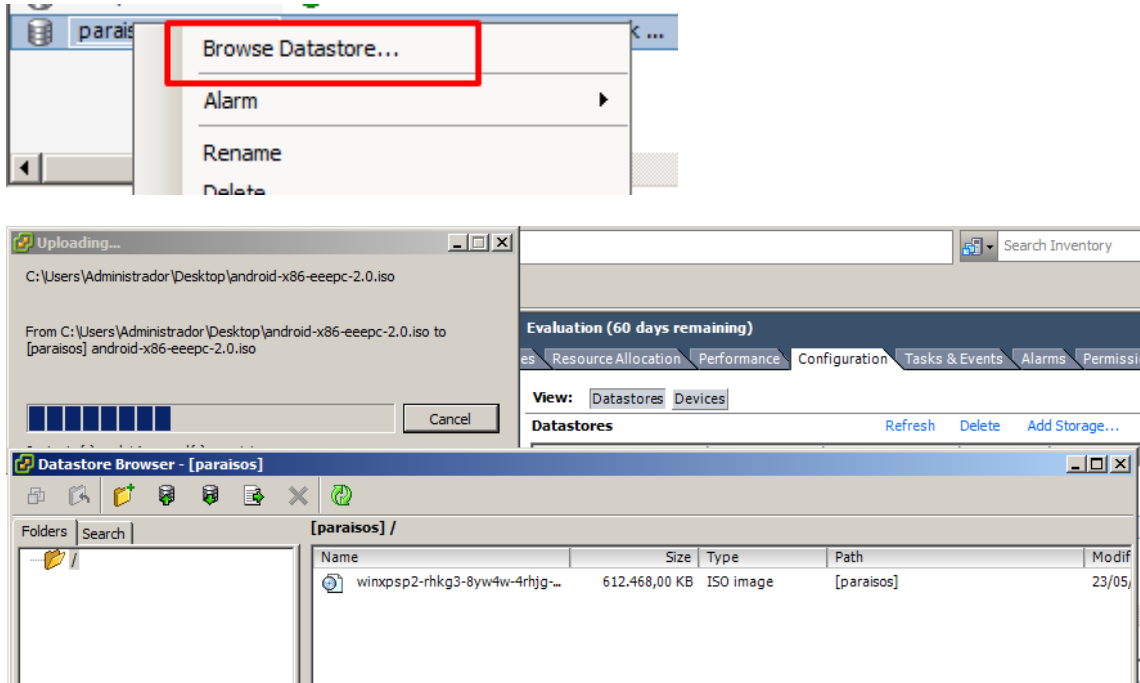 parais
Browse Datastore...
k ...
Alarm
Rename
Delete
Uploading...
C:\Users\Administrador\Desktop\android-x86-eeepc-2.0.iso
From C:\Users\Administrador\Desktop\android-x86-eeepc-2.0.iso to
[paraisos] android-x86-eeepc-2.0.iso
Cancel
Search Inventory
Evaluation (60 days remaining)
es Resource Allocation Performance Configuration Tasks & Events Alarms Permissi
View: Datastores Devices
Datastores Refresh Delete Add Storage...
Datastore Browser - [paraisos]
Folders Search
[paraisos] /
/
Name Size Type Path Modif
winxpsp2-rhkg3-8yw4w-4rhjg-... 612.468,00 KB ISO image [paraisos] 23/05/